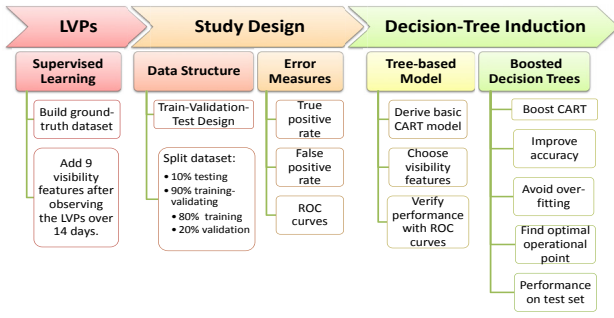 LVPs
Study Design
Decision-Tree Induction
Supervised
Learning
Build ground-
truth dataset
Add 9
visibility
features after
observing
the LVPs over
14 days.
Data Structure
Train-Validation-
Test Design
Split dataset:
• 10% testing
• 90% training-
validating
• 80% training
• 20% validation
Error
Measures
True
positive
rate
False
positive
rate
ROC
curves
Tree-based
Model
Derive basic
CART model
Choose
visibility
features
Verify
performance
with ROC
curves
Boosted
Decision Trees
Boost CART
Improve
accuracy
Avoid over-
fitting
Find optimal
operational
point
Performance
on test set